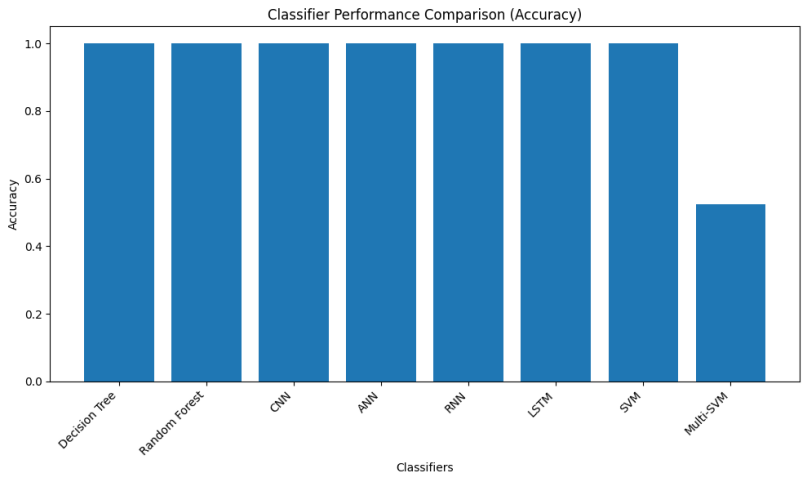 Classifier Performance Comparison (Accuracy)
1.0
0.8
0.6
0.4
0.2
0.0
Accuracy
Decision Tree
Random Forest
CNN
ANN
RNN
LSTM
SVM
Multi-SVM
Classifiers